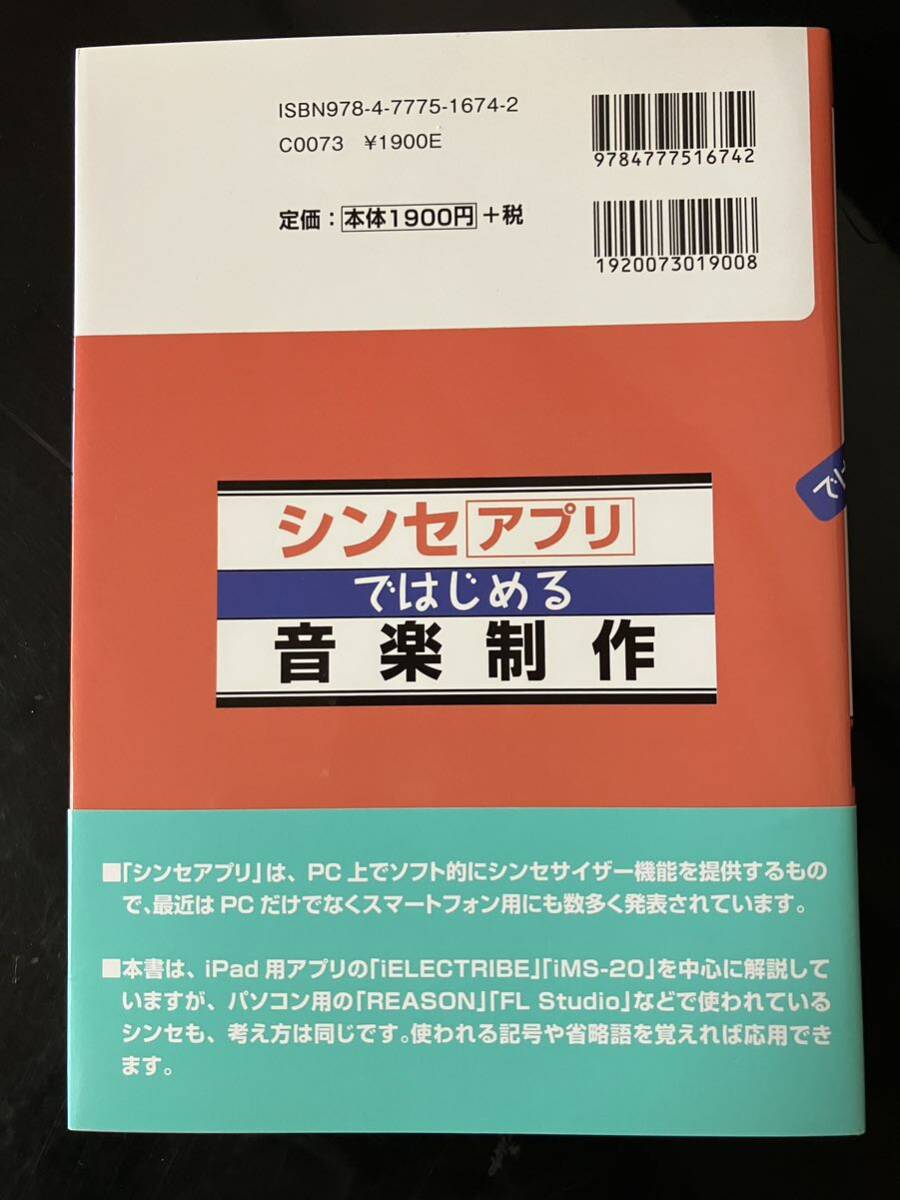 ISBN978-4-7775-1674-2
C0073 ¥1900E
9784777516742
定価：本体1900円+税
1920073019008
シンセアプリ
ではじめる
音楽制作
■「シンセアプリ」は、PC上でソフト的にシンセサイザー機能を提供するもの
で、最近はPCだけでなくスマートフォン用にも数多く発表されています。
■本書は、iPad用アプリの「iELECTRIBE」「iMS-20」を中心に解説して
いますが、パソコン用の「REASON」「FL Studio」などで使われている
シンセも、考え方は同じです。使われる記号や省略語を覚えれば応用でき
ます。